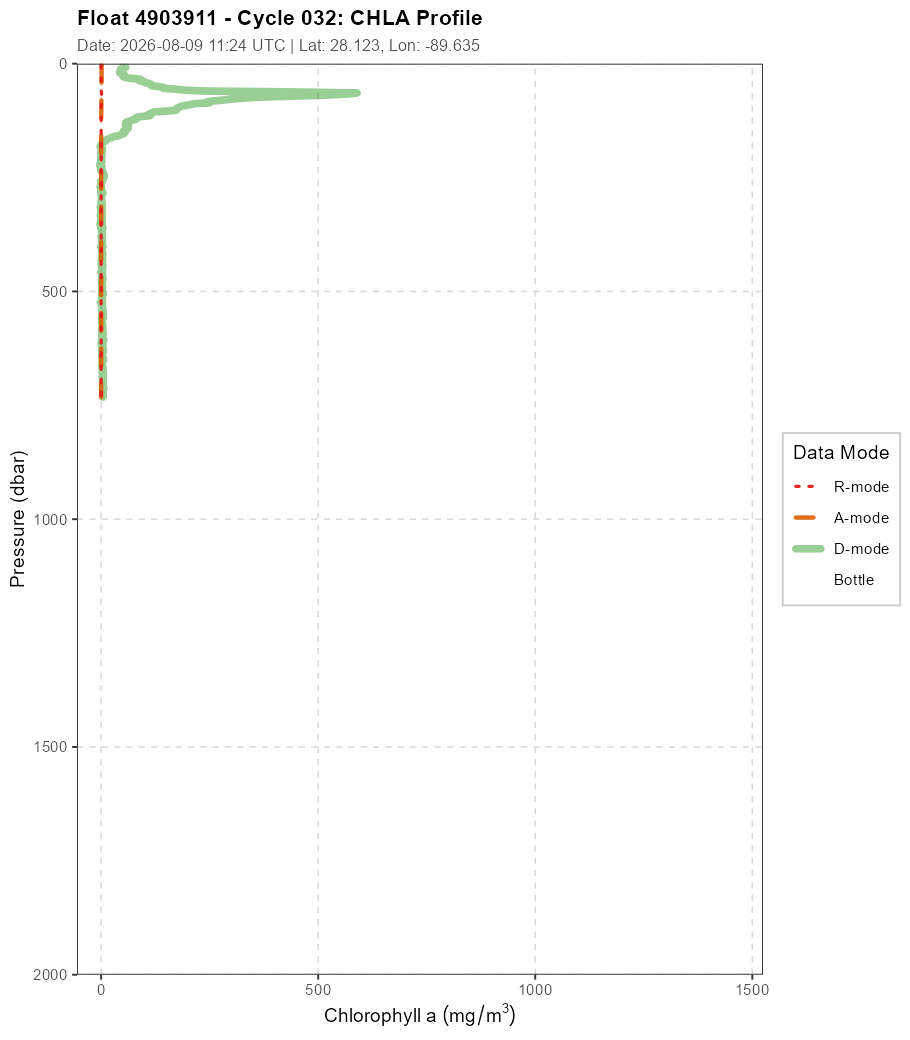 Float 4903911 - Cycle 032: CHLA Profile
Date: 2026-08-09 11:24 UTC | Lat: 28.123, Lon: -89.635
0
500
1000
1500
2000
Pressure (dbar)
0 500 1000 1500
Chlorophyll a (mg/m³)
Data Mode
R-mode
A-mode
D-mode
Bottle